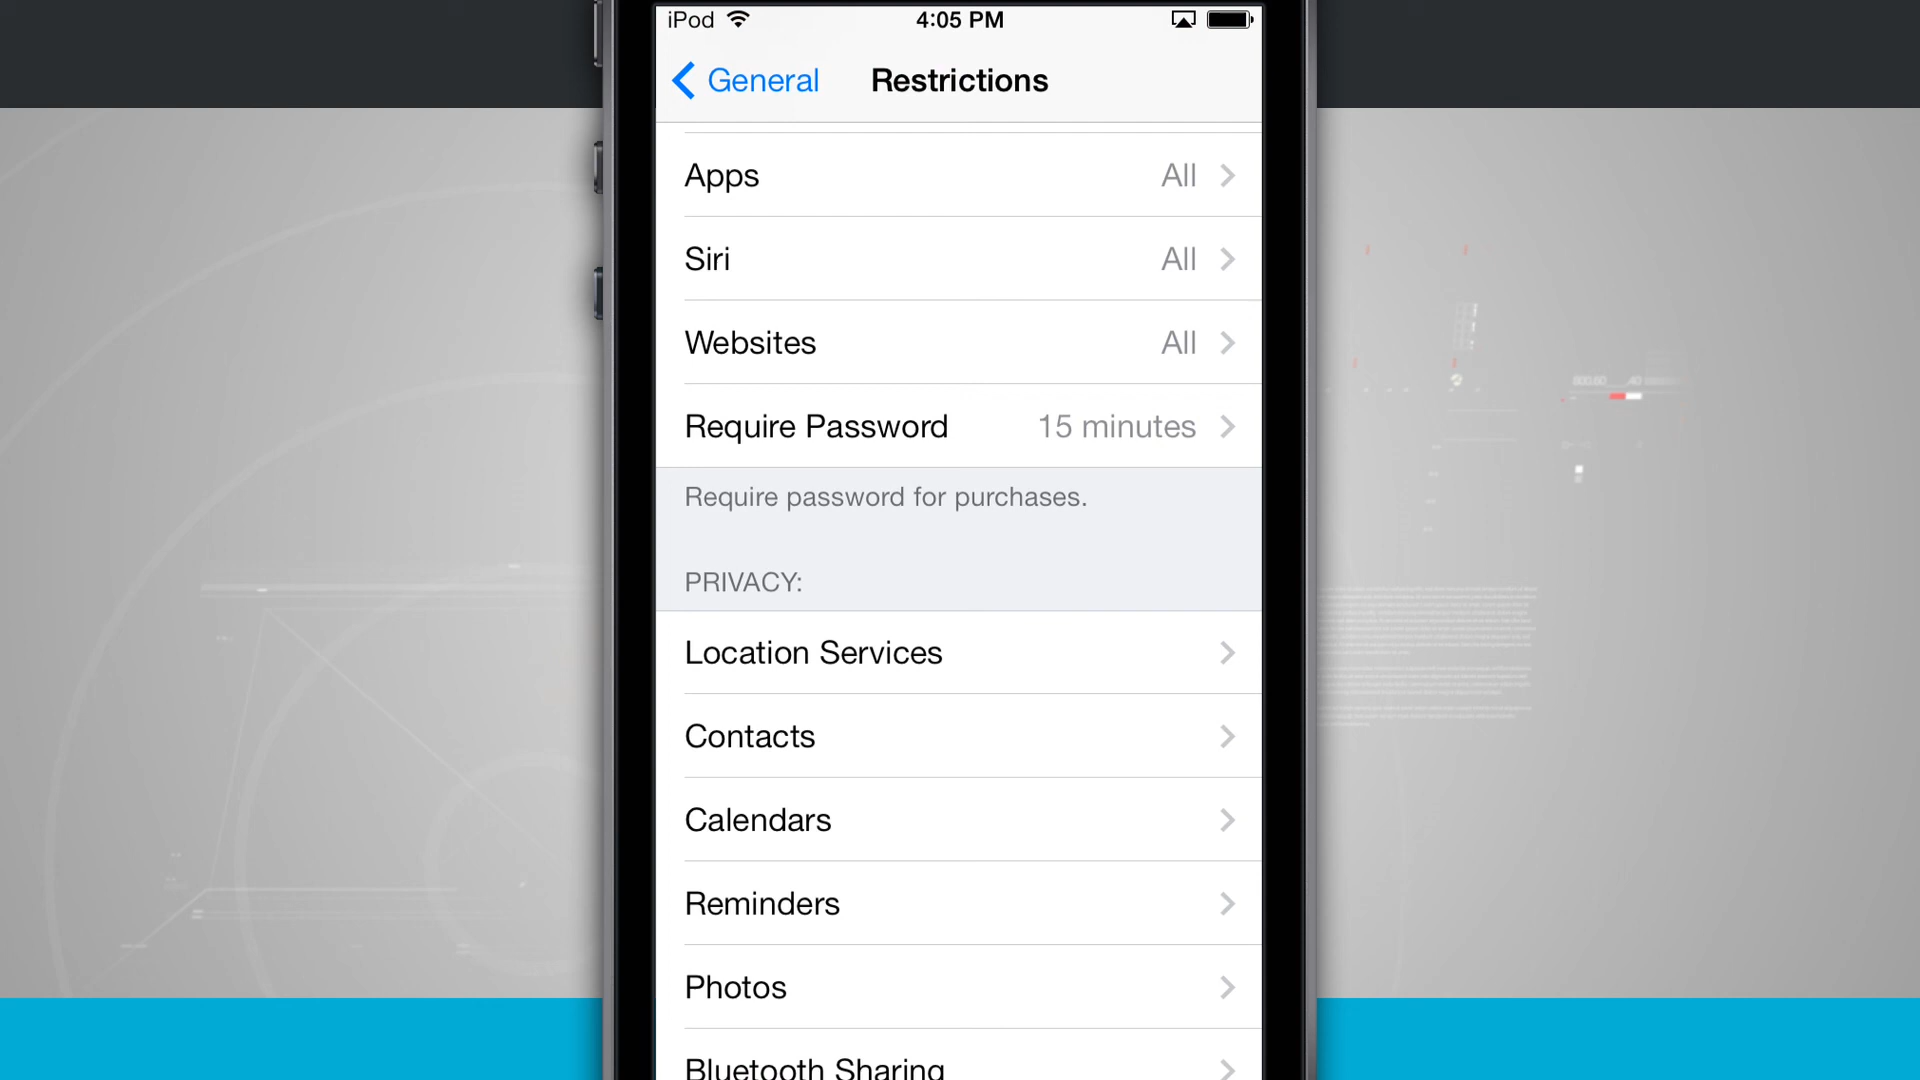 iPod 4:05 PM
General Restrictions
Apps All
Siri All
Websites All
Require Password 15 minutes
Require password for purchases.
PRIVACY:
Location Services
Contacts
Calendars
Reminders
Photos
Bluetooth Sharing